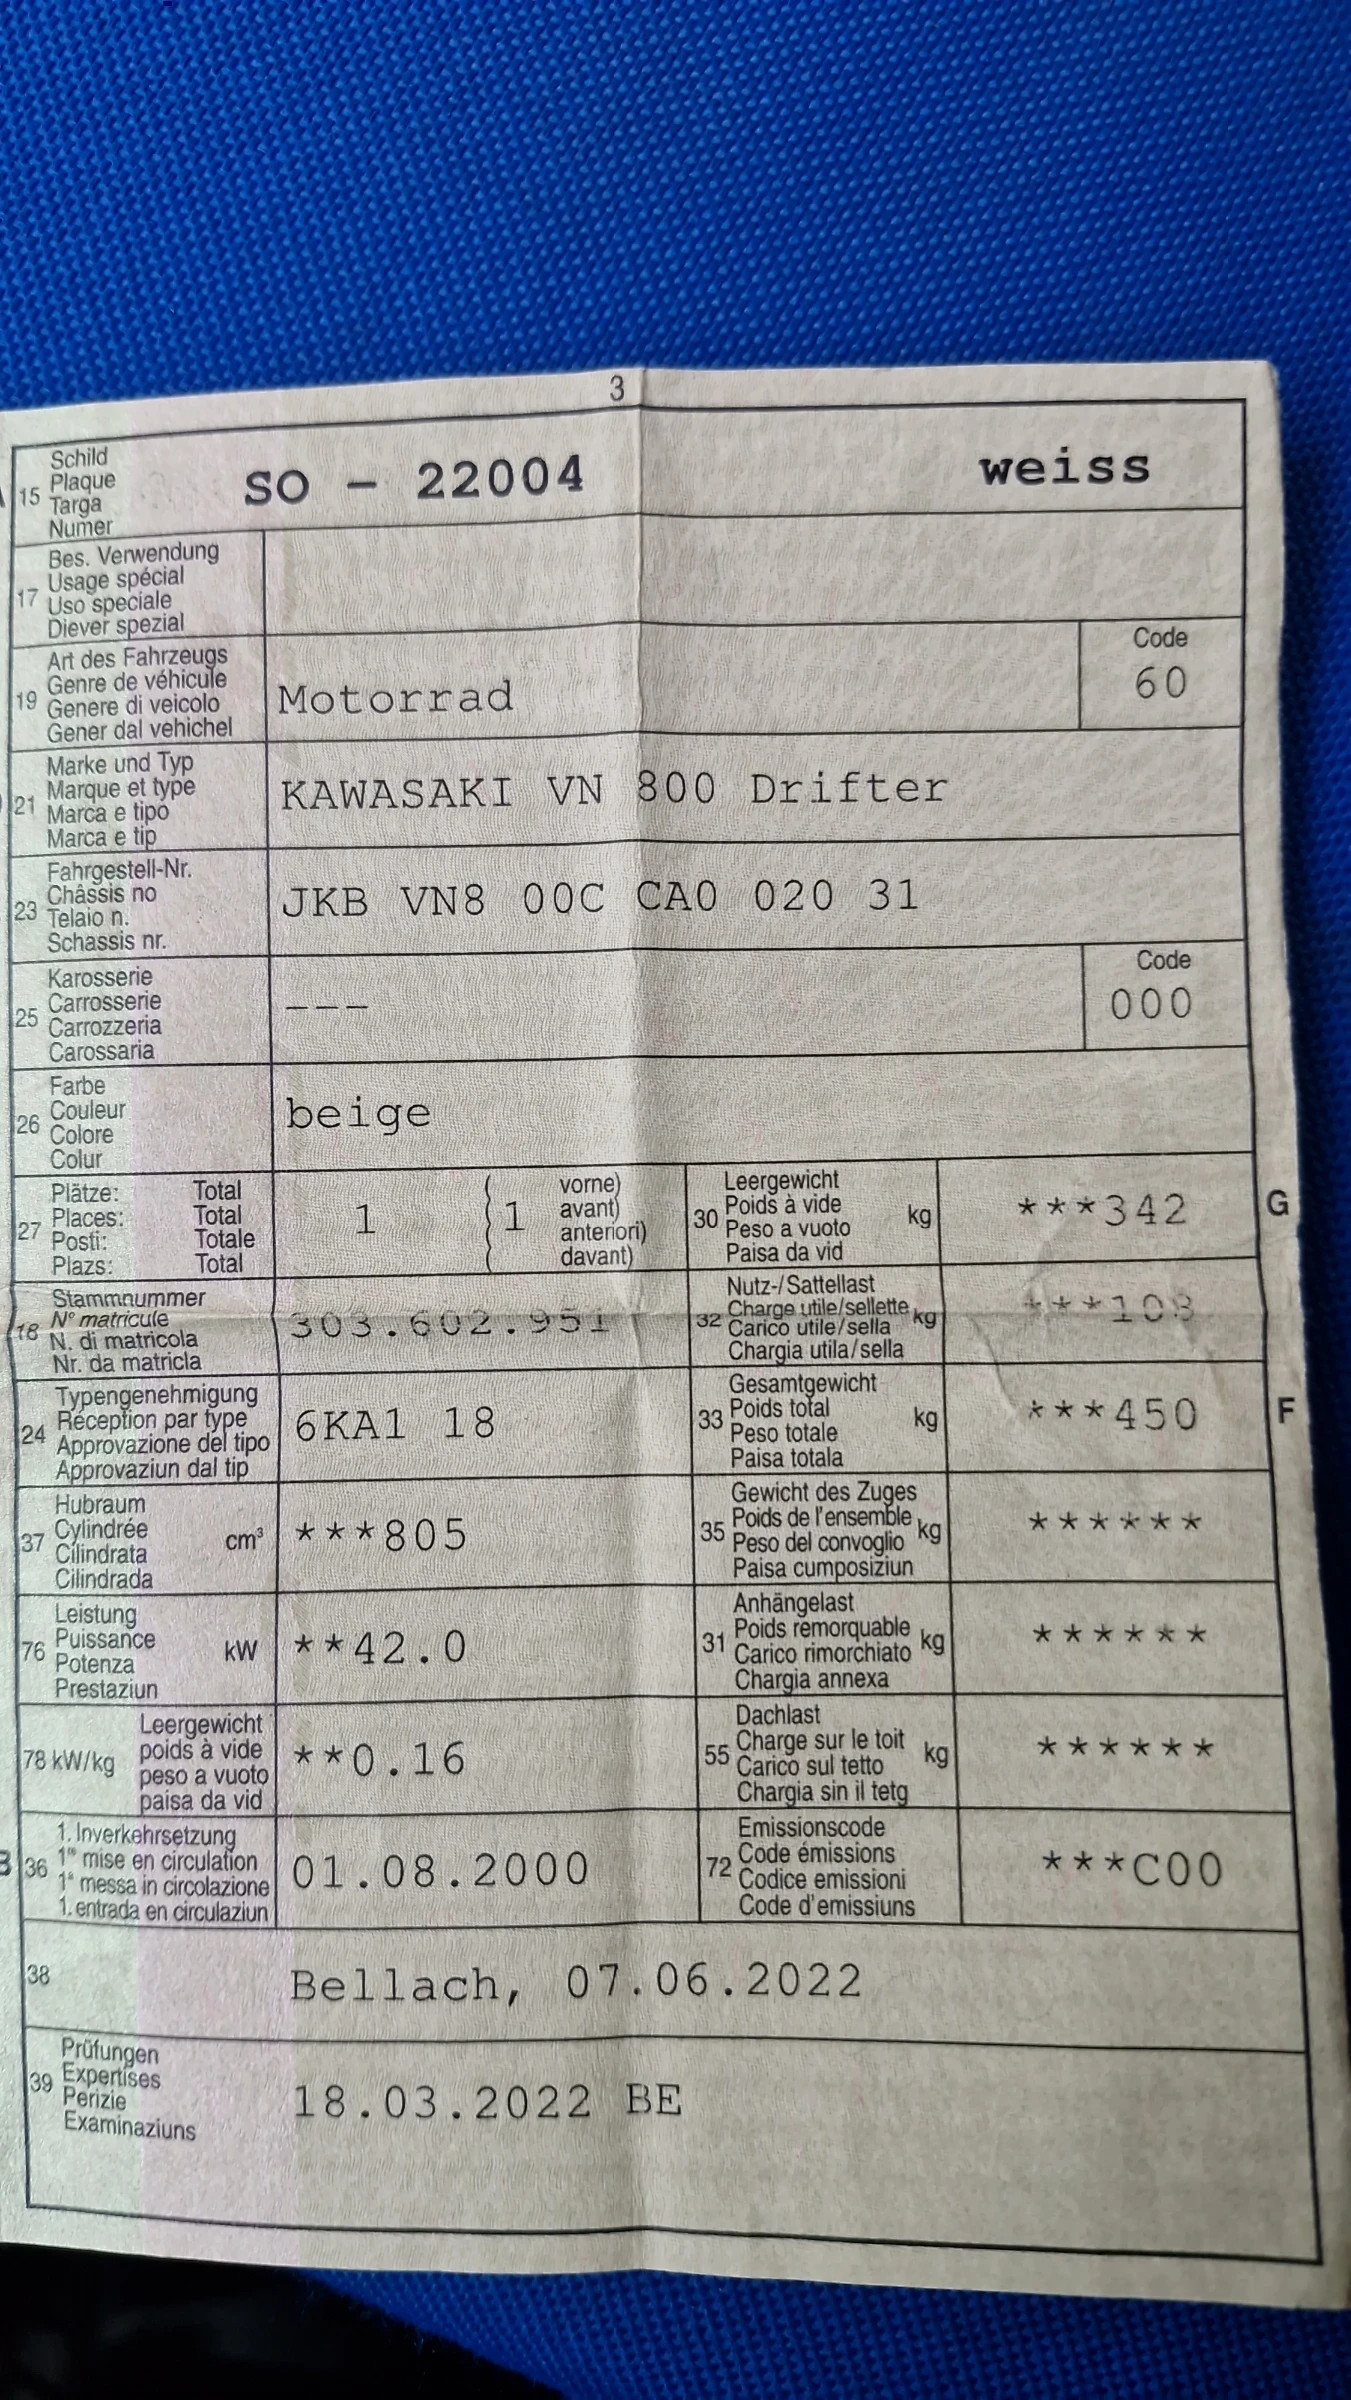 3
15 Schild Plaque Targa Numer SO - 22004 weiss
17 Bes. Verwendung
Usage spécial
Uso speciale
Diever spezial
19 Art des Fahrzeugs
Genre de véhicule
Genere di veicolo
Gener dal vehichel
Motorrad
Code
60
21 Marke und Typ
Marque et type
Marca e tipo
Marca e tip
KAWASAKI VN 800 Drifter
23 Fahrgestell-Nr.
Châssis no
Telaio n.
Schassis nr.
JKB VN8 00C CA0 020 31
25 Karosserie
Carrosserie
Carrozzeria
Carossaria
---
Code
000
26 Farbe
Couleur
Colore
Colur
beige
27 Plätze: Total
Places: Total
Posti: Totale
Plazs: Total
1 { 1 vorne)
avant)
anteriori)
davant)
30 Leergewicht
Poids à vide
Peso a vuoto
Paisa da vid
kg ***342 G
18 Stammnummer
N° matricule
N. di matricola
Nr. da matricla
303.602.951
32 Nutz-/Sattellast
Charge utile/sellette
Carico utile/sella
Chargia utila/sella
kg ***108
24 Typengenehmigung
Réception par type
Approvazione del tipo
Approvaziun dal tip
6KA1 18
33 Gesamtgewicht
Poids total
Peso totale
Paisa totala
kg ***450 F
37 Hubraum
Cylindrée
Cilindrata
Cilindrada
cm³ ***805
35 Gewicht des Zuges
Poids de l'ensemble
Peso del convoglio
Paisa cumposiziun
kg ******
76 Leistung
Puissance
Potenza
Prestaziun
kW **42.0
31 Anhängelast
Poids remorquable
Carico rimorchiato
Chargia annexa
kg ******
78 kW/kg Leergewicht
poids à vide
peso a vuoto
paisa da vid
**0.16
55 Dachlast
Charge sur le toit
Carico sul tetto
Chargia sin il tetg
kg ******
B 36 1. Inverkehrsetzung
1re mise en circulation
1a messa in circolazione
1. entrada en circulaziun
01.08.2000
72 Emissionscode
Code émissions
Codice emissioni
Code d'emissiuns
***C00
38 Bellach, 07.06.2022
39 Prüfungen
Expertises
Perizie
Examinaziuns
18.03.2022 BE